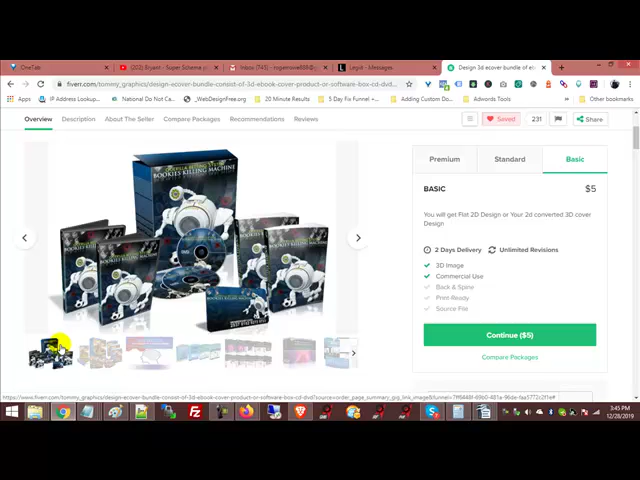 OneTab
(202) Bryant - Super Scheme
Inbox (745) -
Legiit - Messages
Design 3d ecover bundle of eb
fiverr.com/tommy_graphics/design-ecover-bundle-consist-of-3d-ebook-cover-product-or-software-box-cd-dvd...
Apps
IP Address Lookup...
National Do Not Ca...
_WebDesignFree.org
20 Minute Results
5 Day Fix Funnel +...
Adding Custom Do...
Adwords Tools
Other bookmarks
Overview
Description
About The Seller
Compare Packages
Recommendations
Reviews
Saved
231
Share
Premium
Standard
Basic
BASIC
$5
You will get Flat 2D Design or Your 2d converted 3D cover
Design
2 Days Delivery
Unlimited Revisions
3D Image
Commercial Use
Back & Spine
Print-Ready
Source File
Continue ($5)
Compare Packages
BOOKIES KILLING MACHINE
3:45 PM
12/28/2019